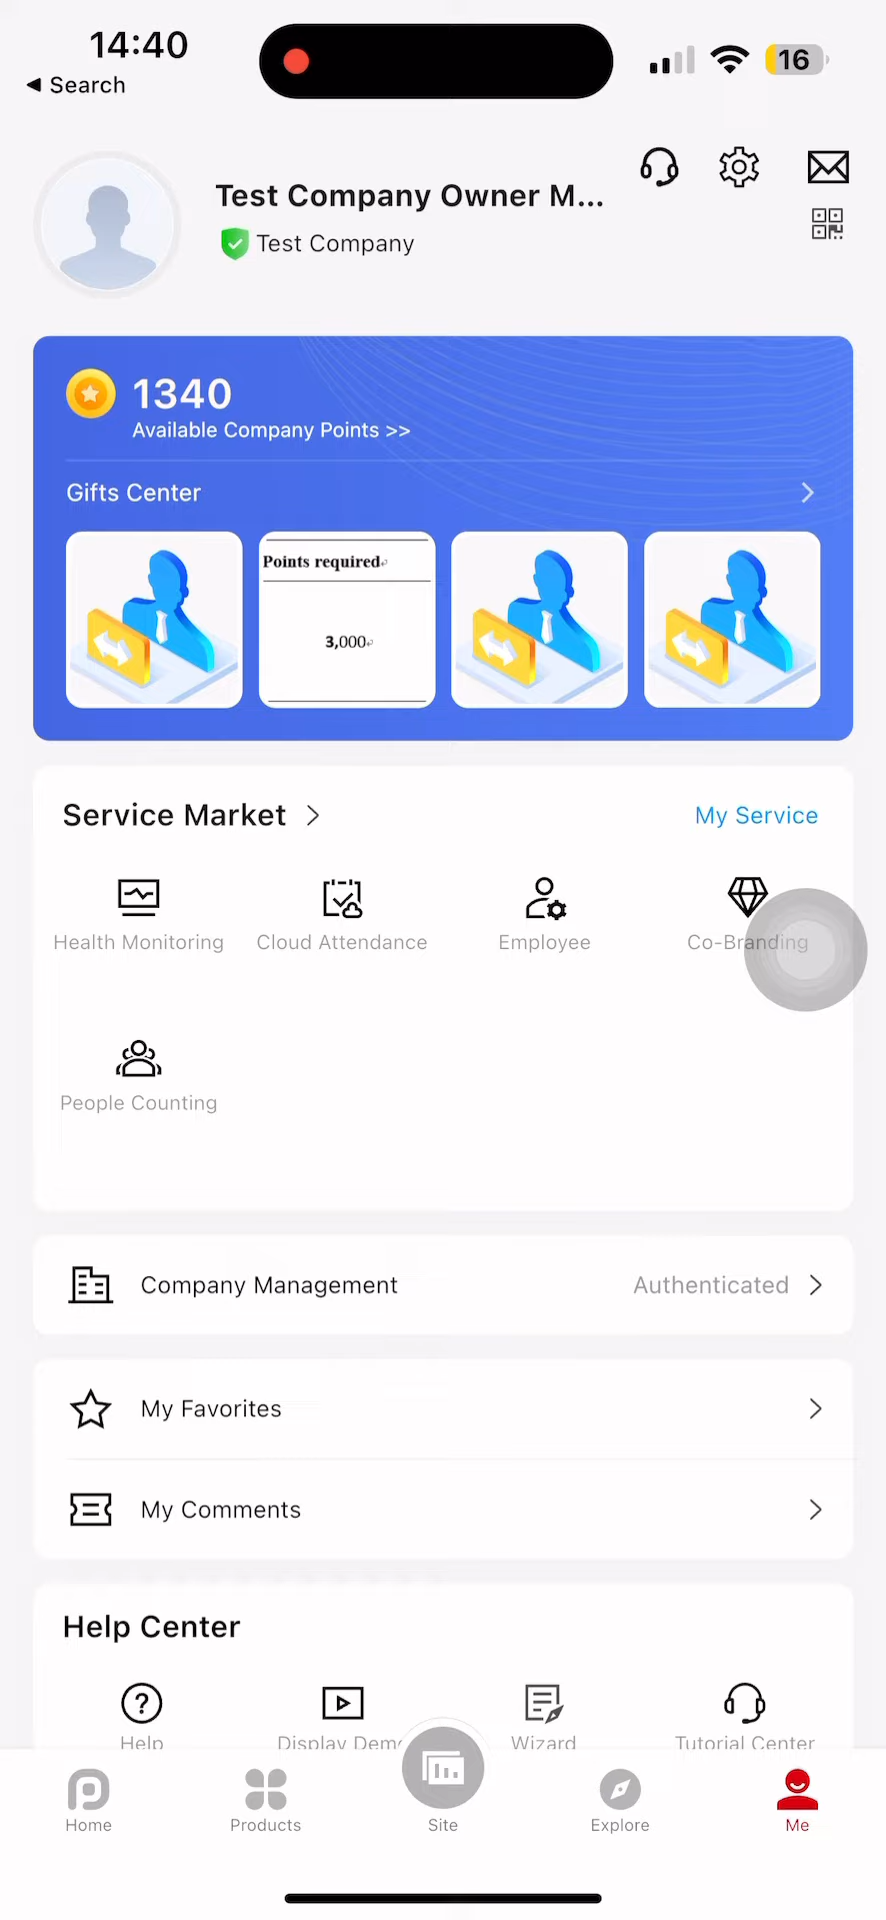 14:40
16
◀ Search
Test Company Owner M...
Test Company
1340
Available Company Points >>
Gifts Center
Points required
3,000
Service Market
My Service
Health Monitoring
Cloud Attendance
Employee
Co-Branding
People Counting
Company Management
Authenticated
My Favorites
My Comments
Help Center
Help
Display Demo
Wizard
Tutorial Center
Home
Products
Site
Explore
Me